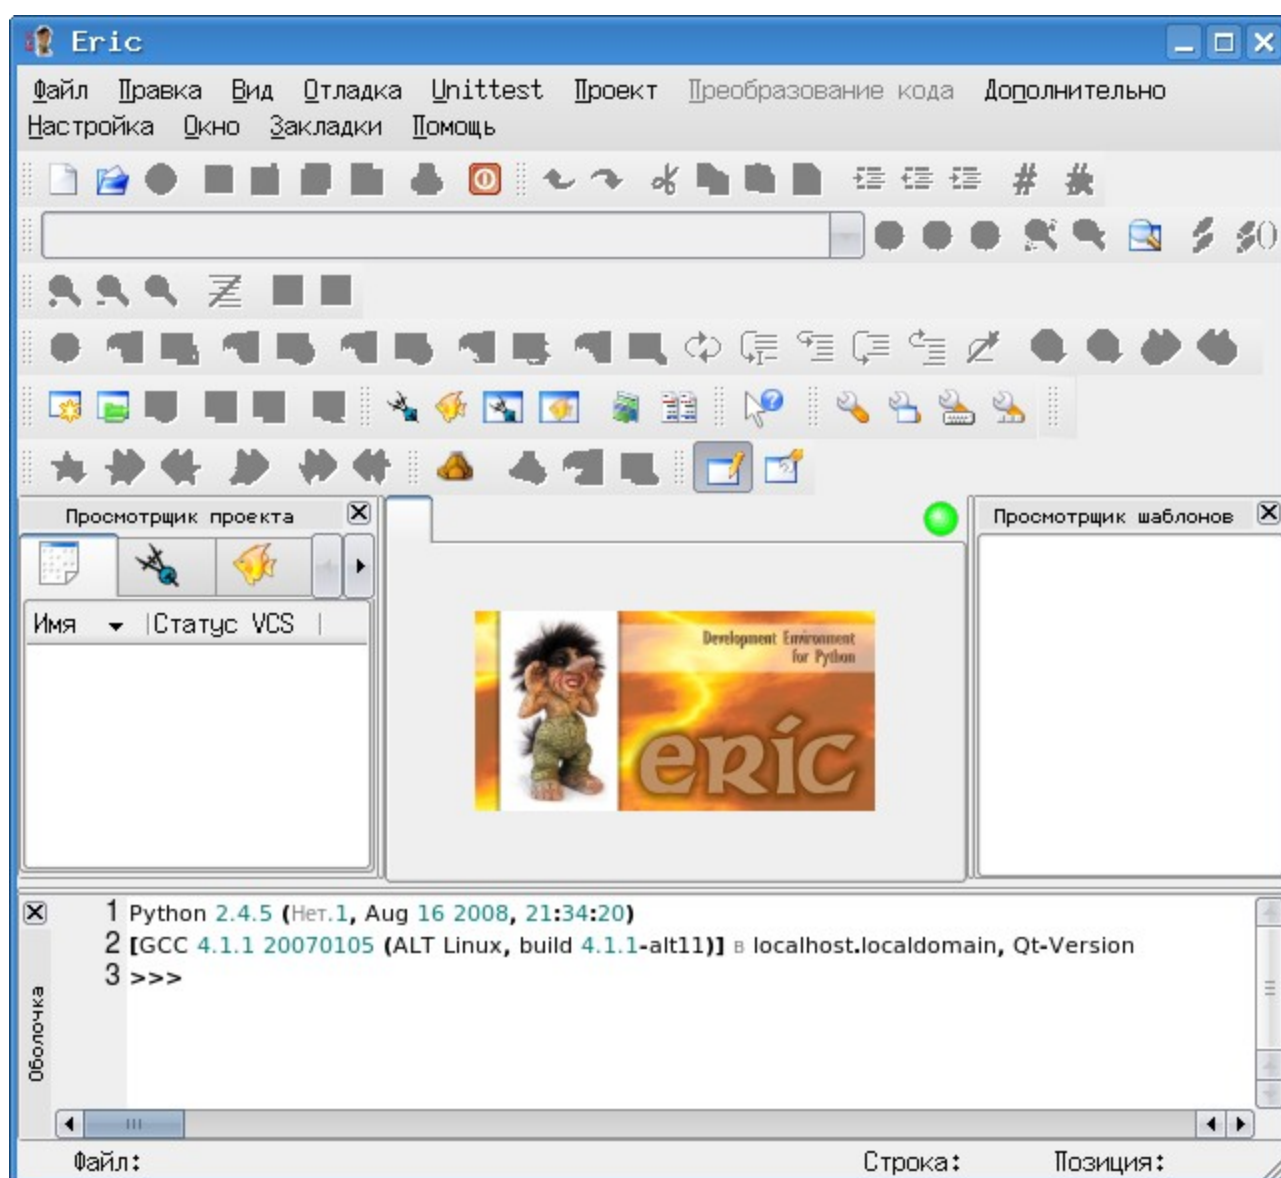 Eric
Файл Правка Вид Отладка Unittest Проект Преобразование кода Дополнительно
Настройка Окно Закладки Помощь
Просмотрщик проекта
Просмотрщик шаблонов
Имя Статус VCS
Development Environment
for Python
eric
1 Python 2.4.5 (Нет.1, Aug 16 2008, 21:34:20)
2 [GCC 4.1.1 20070105 (ALT Linux, build 4.1.1-alt11)] в localhost.localdomain, Qt-Version
3 >>>
Оболочка
Файл: Строка: Позиция: